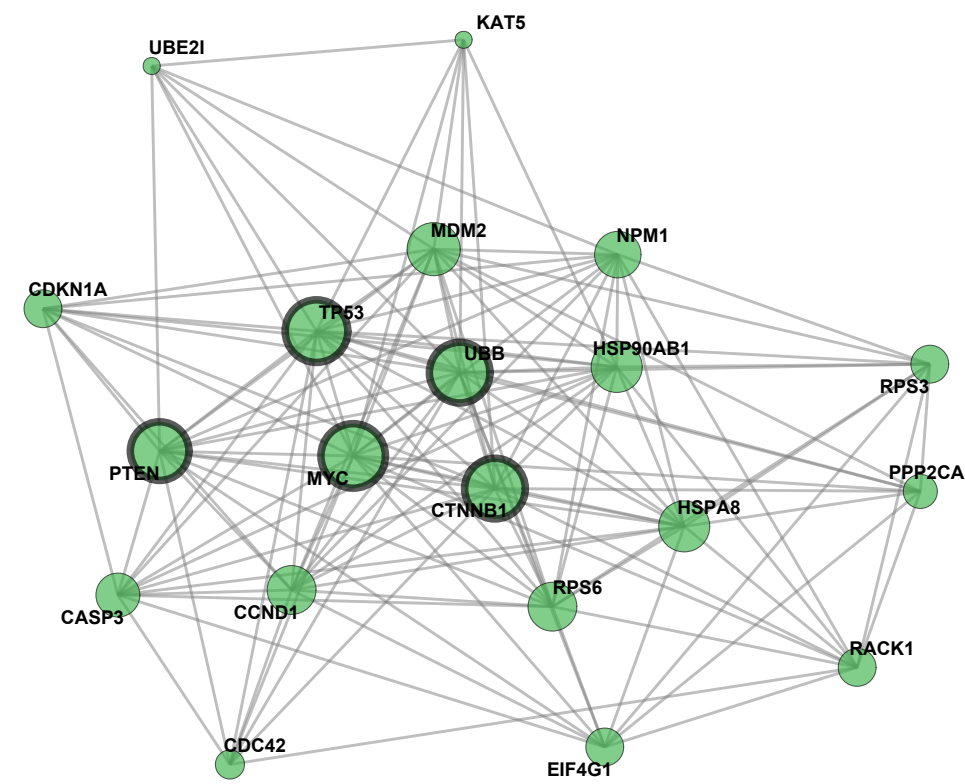 KAT5
UBE2I
MDM2
NPM1
CDKN1A
TP53
UBB
HSP90AB1
RPS3
PTEN
MYC
PPP2CA
CTNNB1
HSPA8
RPS6
CASP3
CCND1
RACK1
CDC42
EIF4G1